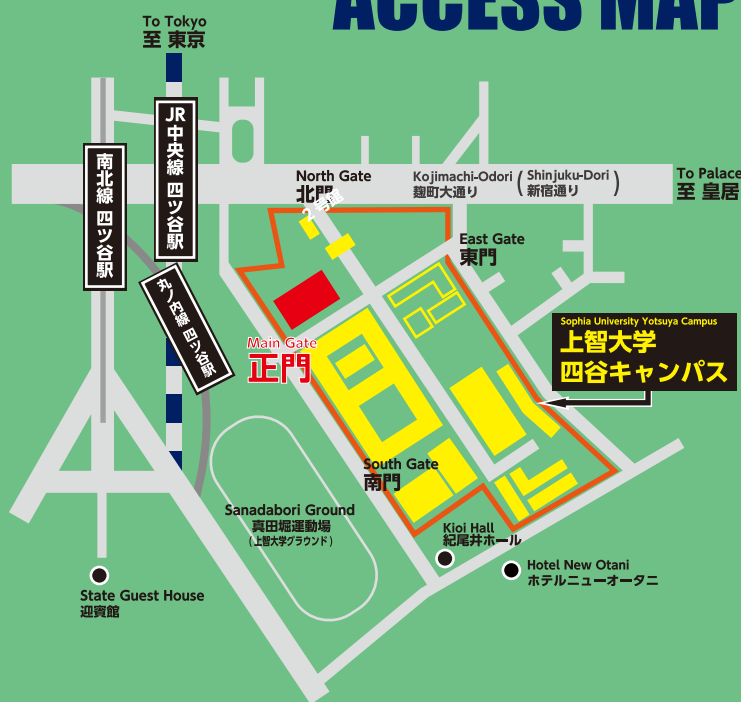 ACCESS MAP
To Tokyo
至 東京
JR中央線 四ツ谷駅
南北線 四ツ谷駅
丸ノ内線 四ツ谷駅
North Gate
北門
2号館
Kojimachi-Odori ( Shinjuku-Dori )
麹町大通り 新宿通り
To Palace
至 皇居
East Gate
東門
Sophia University Yotsuya Campus
上智大学
四谷キャンパス
Main Gate
正門
South Gate
南門
Sanadabori Ground
真田堀運動場
(上智大学グラウンド)
Kioi Hall
紀尾井ホール
Hotel New Otani
ホテルニューオータニ
State Guest House
迎賓館